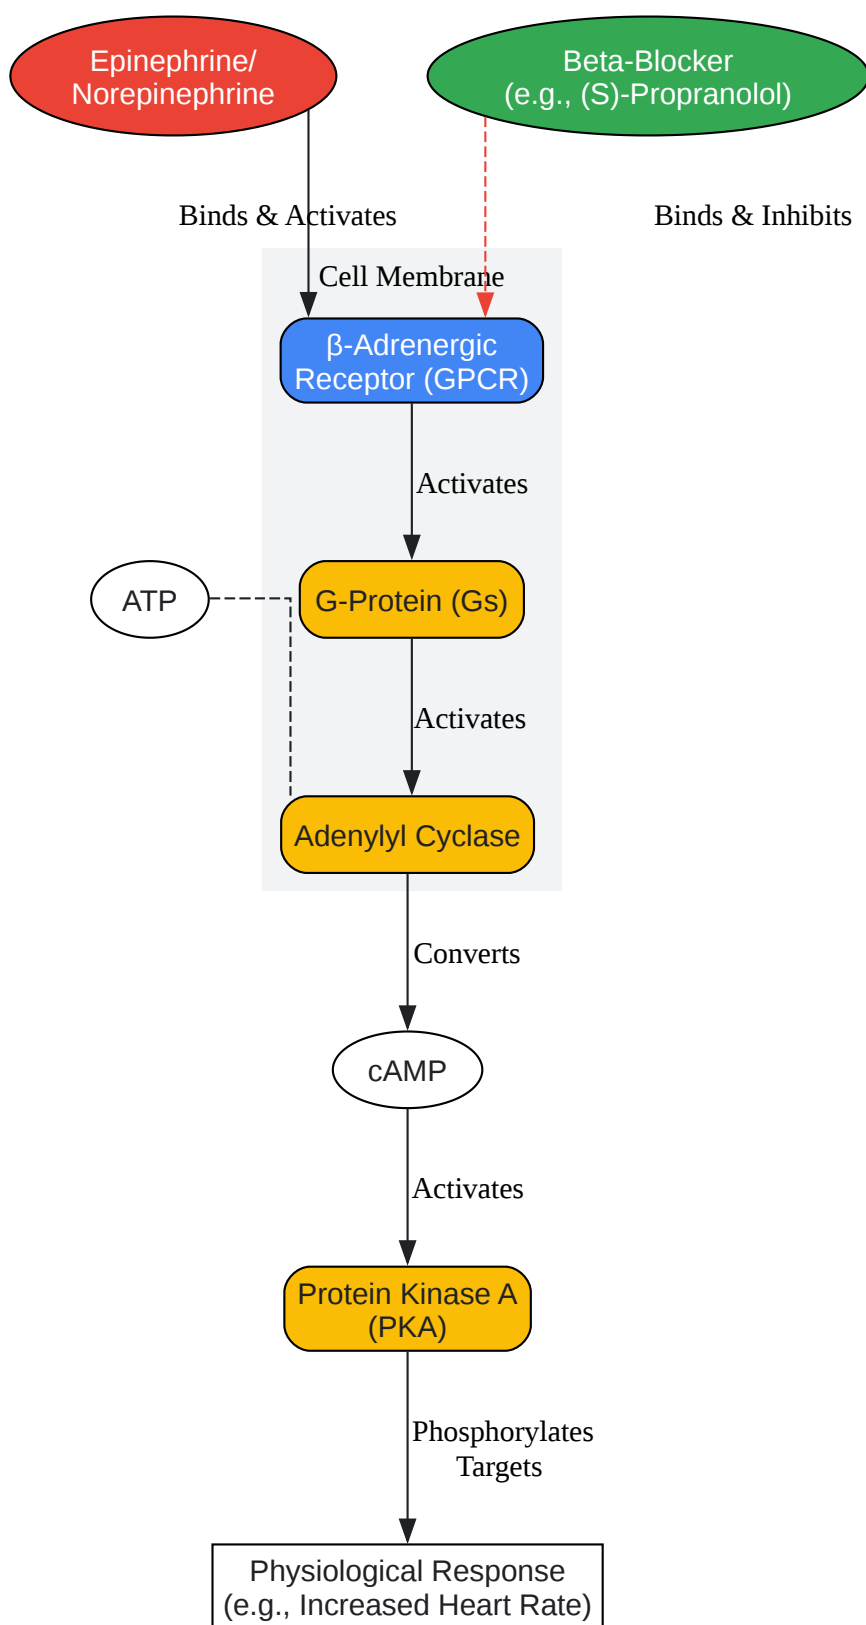 Epinephrine/
Norepinephrine
Beta-Blocker
(e.g., (S)-Propranolol)
Binds & Activates
Binds & Inhibits
Cell Membrane
β-Adrenergic
Receptor (GPCR)
Activates
ATP
G-Protein (Gs)
Activates
Adenylyl Cyclase
Converts
cAMP
Activates
Protein Kinase A
(PKA)
Phosphorylates
Targets
Physiological Response
(e.g., Increased Heart Rate)